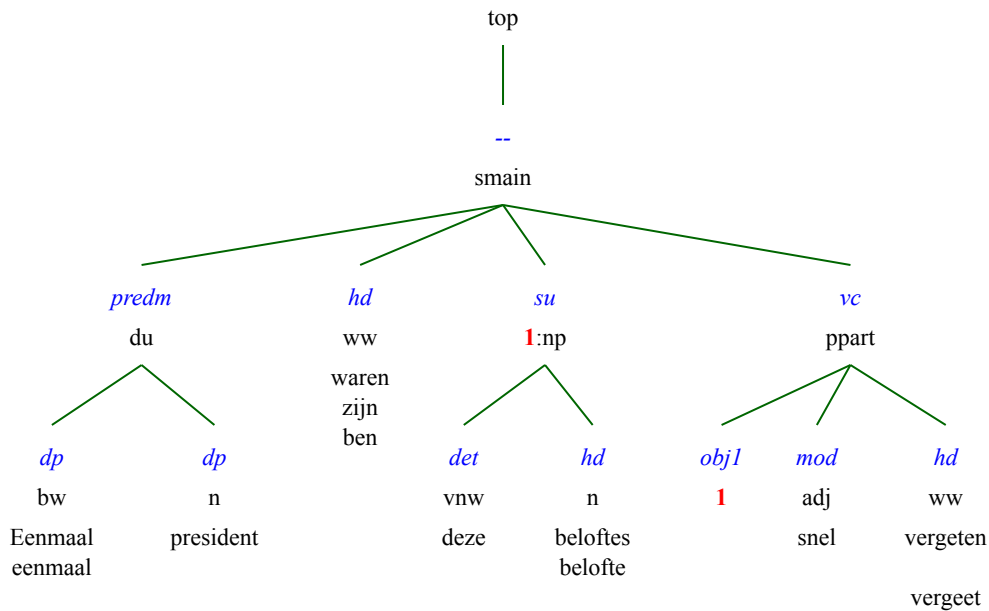 top
--
smain
predm hd su vc
du ww 1:np ppart
waren
zijn
ben
dp dp det hd obj1 mod hd
bw n vnw n 1 adj ww
Eenmaal president deze beloftes snel vergeten
eenmaal belofte
vergeet